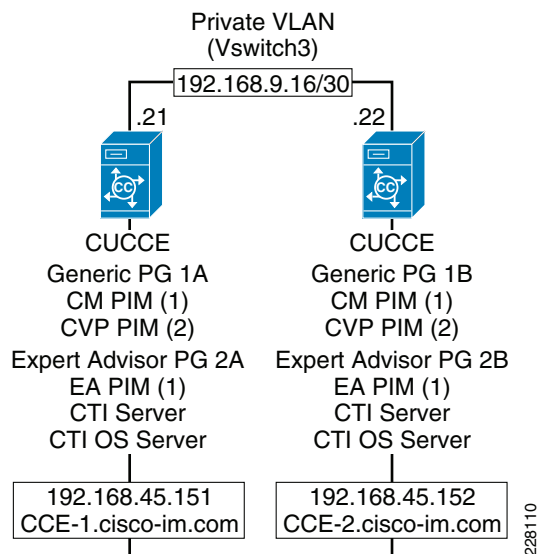 Private VLAN
(Vswitch3)
192.168.9.16/30
.21
.22
CC
CC
CUCCE
Generic PG 1A
CM PIM (1)
CVP PIM (2)
Expert Advisor PG 2A
EA PIM (1)
CTI Server
CTI OS Server
CUCCE
Generic PG 1B
CM PIM (1)
CVP PIM (2)
Expert Advisor PG 2B
EA PIM (1)
CTI Server
CTI OS Server
192.168.45.151
CCE-1.cisco-im.com
192.168.45.152
CCE-2.cisco-im.com
228110